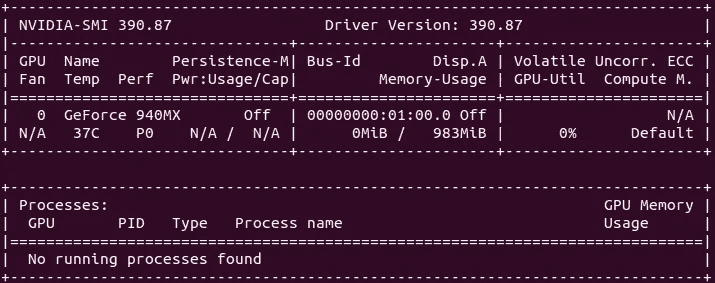 +-----------------------------------------------------------------------------+
| NVIDIA-SMI 390.87                 Driver Version: 390.87                    |
|-------------------------------+----------------------+----------------------+
| GPU  Name        Persistence-M| Bus-Id        Disp.A | Volatile Uncorr. ECC |
| Fan  Temp  Perf  Pwr:Usage/Cap|         Memory-Usage | GPU-Util  Compute M. |
|===============================+======================+======================|
|   0  GeForce 940MX       Off  | 00000000:01:00.0 Off |                  N/A |
| N/A   37C    P0    N/A /  N/A |      0MiB /   983MiB |      0%      Default |
+-------------------------------+----------------------+----------------------+

+-----------------------------------------------------------------------------+
| Processes:                                                       GPU Memory |
|  GPU       PID   Type   Process name                             Usage      |
|=============================================================================|
|  No running processes found                                                 |
+-----------------------------------------------------------------------------+